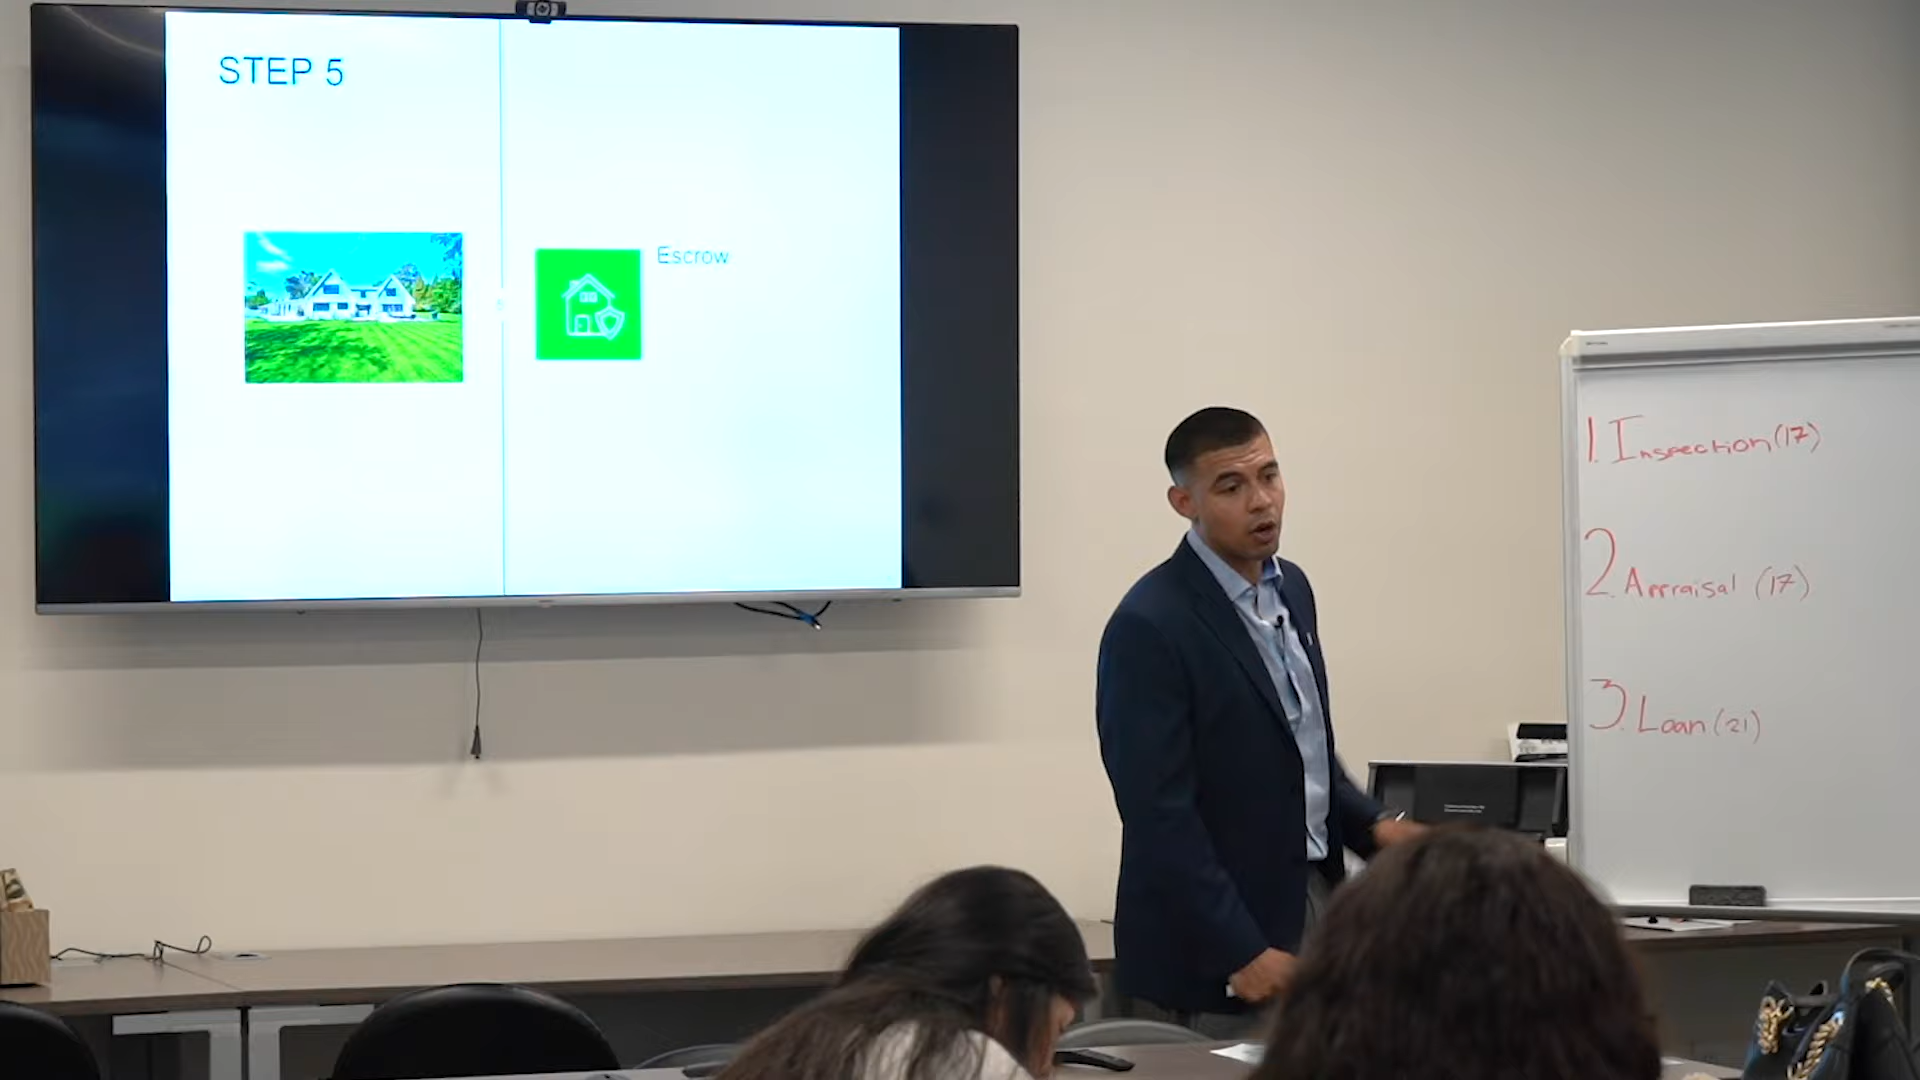 STEP 5
Escrow
1. Inspection (17)
2. Appraisal (17)
3. Loan (21)